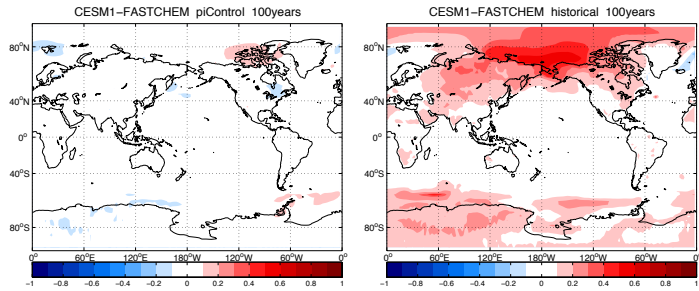 CESM1-FASTCHEM piControl 100years
80°N
40°N
0°
40°S
80°S
0° 60°E 120°E 180°W 120°W 60°W 0°
-1 -0.8 -0.6 -0.4 -0.2 0 0.2 0.4 0.6 0.8 1
CESM1-FASTCHEM historical 100years
80°N
40°N
0°
40°S
80°S
0° 60°E 120°E 180°W 120°W 60°W 0°
-1 -0.8 -0.6 -0.4 -0.2 0 0.2 0.4 0.6 0.8 1